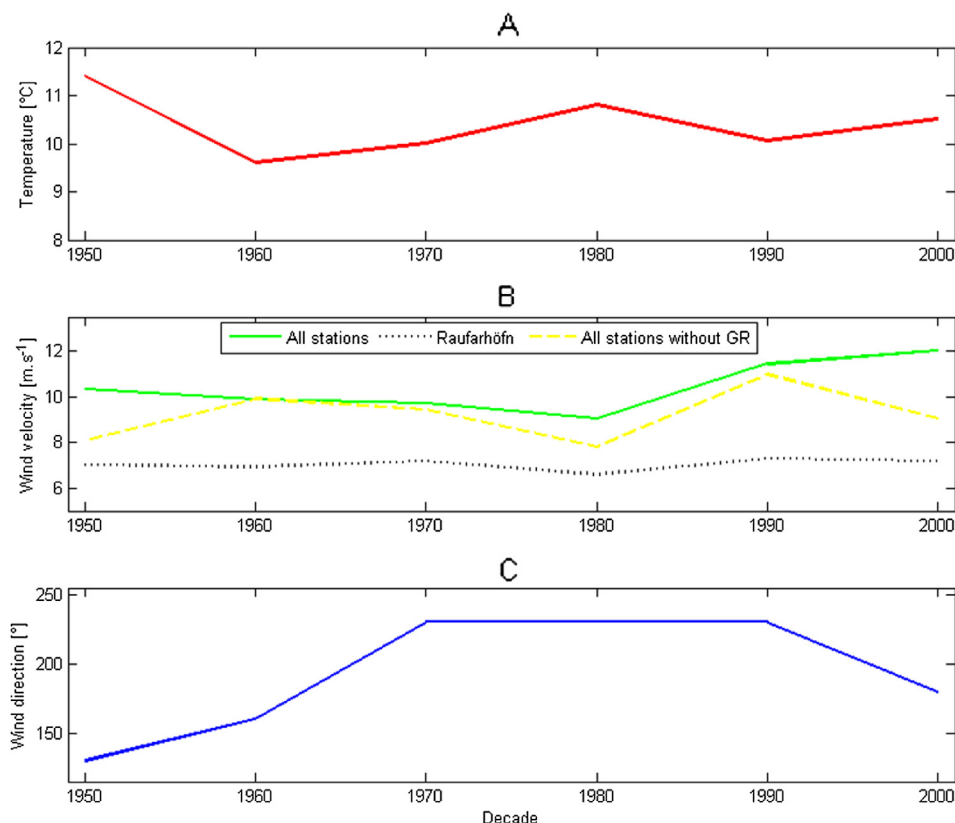 A
Temperature [°C]
12
11
10
9
8
1950 1960 1970 1980 1990 2000
B
Wind velocity [m.s⁻¹]
All stations Raufarhöfn All stations without GR
12
10
8
6
1950 1960 1970 1980 1990 2000
C
Wind direction [°]
250
200
150
1950 1960 1970 1980 1990 2000
Decade